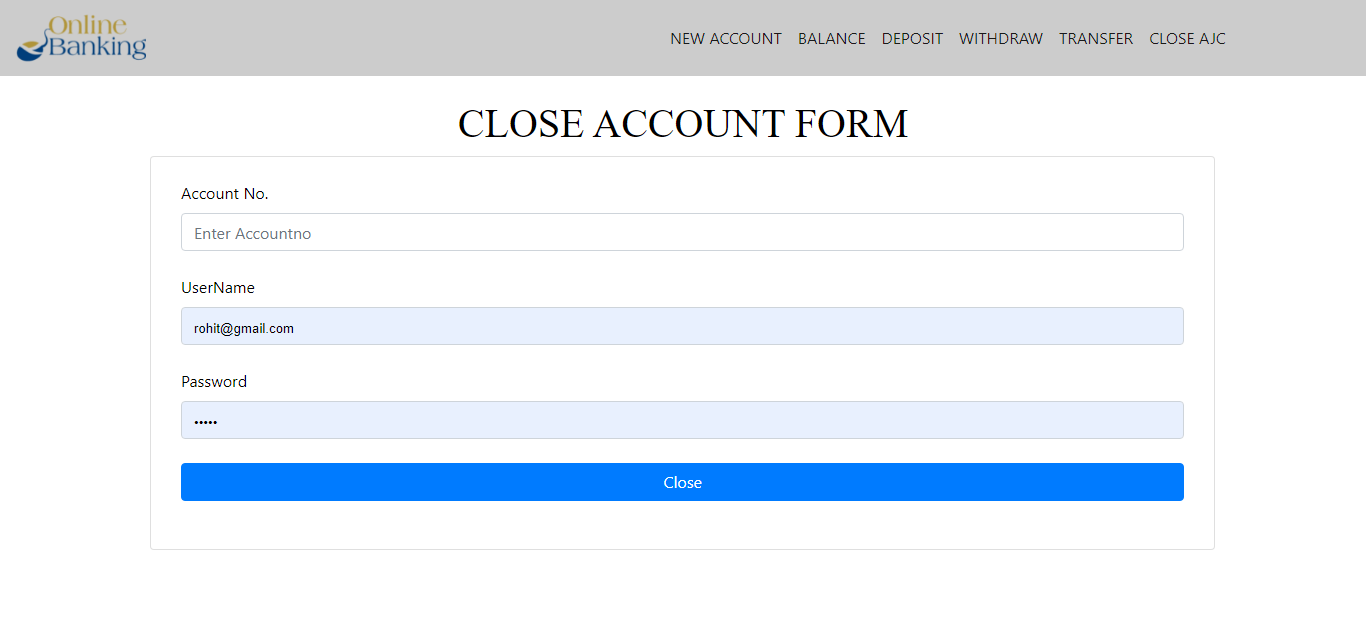 Online
Banking
NEW ACCOUNT BALANCE DEPOSIT WITHDRAW TRANSFER CLOSE AJC
CLOSE ACCOUNT FORM
Account No.
Enter Accountno
UserName
rohit@gmail.com
Password
•••••
Close